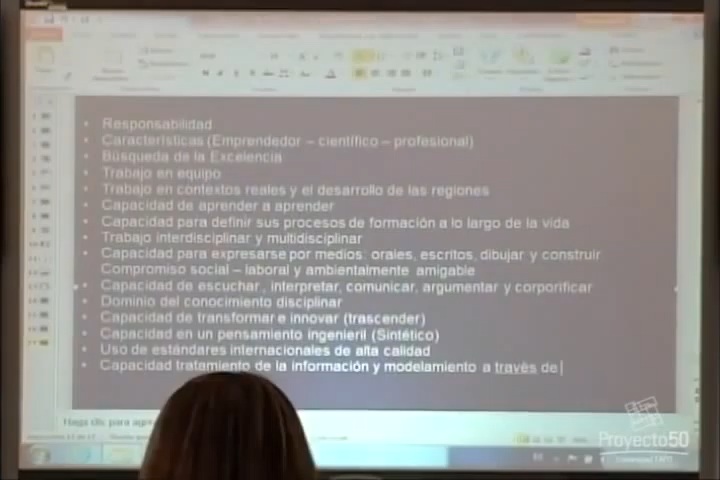 Responsabilidad
Características (Emprendedor – científico – profesional)
Búsqueda de la Excelencia
Trabajo en equipo
Trabajo en contextos reales y el desarrollo de las regiones
Capacidad de aprender a aprender
Capacidad para definir sus procesos de formación a lo largo de la vida
Trabajo interdisciplinar y multidisciplinar
Capacidad para expresarse por medios: orales, escritos, dibujar y construir
Compromiso social – laboral y ambientalmente amigable
Capacidad de escuchar , interpretar, comunicar, argumentar y corporificar
Dominio del conocimiento disciplinar
Capacidad de transformar e innovar (trascender)
Capacidad en un pensamiento ingenieril (Sintético)
Uso de estándares internacionales de alta calidad
Capacidad tratamiento de la información y modelamiento a través de
Haga clic para agre
Proyecto50